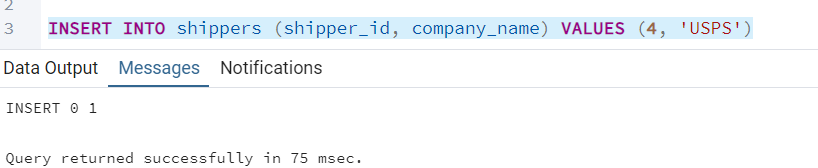 2
3 INSERT INTO shippers (shipper_id, company_name) VALUES (4, 'USPS')
Data Output Messages Notifications
INSERT 0 1
Query returned successfully in 75 msec.